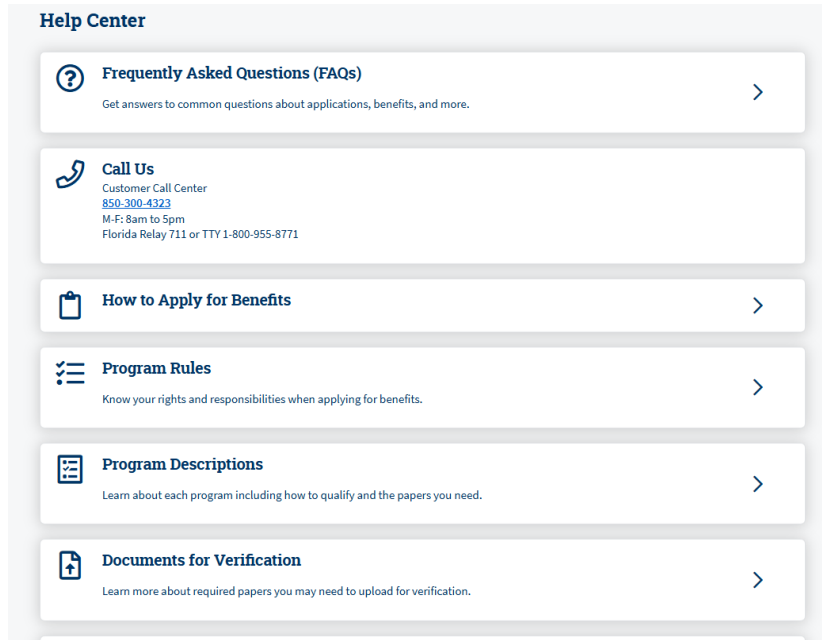 Help Center
Frequently Asked Questions (FAQs)
Get answers to common questions about applications, benefits, and more.
Call Us
Customer Call Center
850-300-4323
M-F: 8am to 5pm
Florida Relay 711 or TTY 1-800-955-8771
How to Apply for Benefits
Program Rules
Know your rights and responsibilities when applying for benefits.
Program Descriptions
Learn about each program including how to qualify and the papers you need.
Documents for Verification
Learn more about required papers you may need to upload for verification.